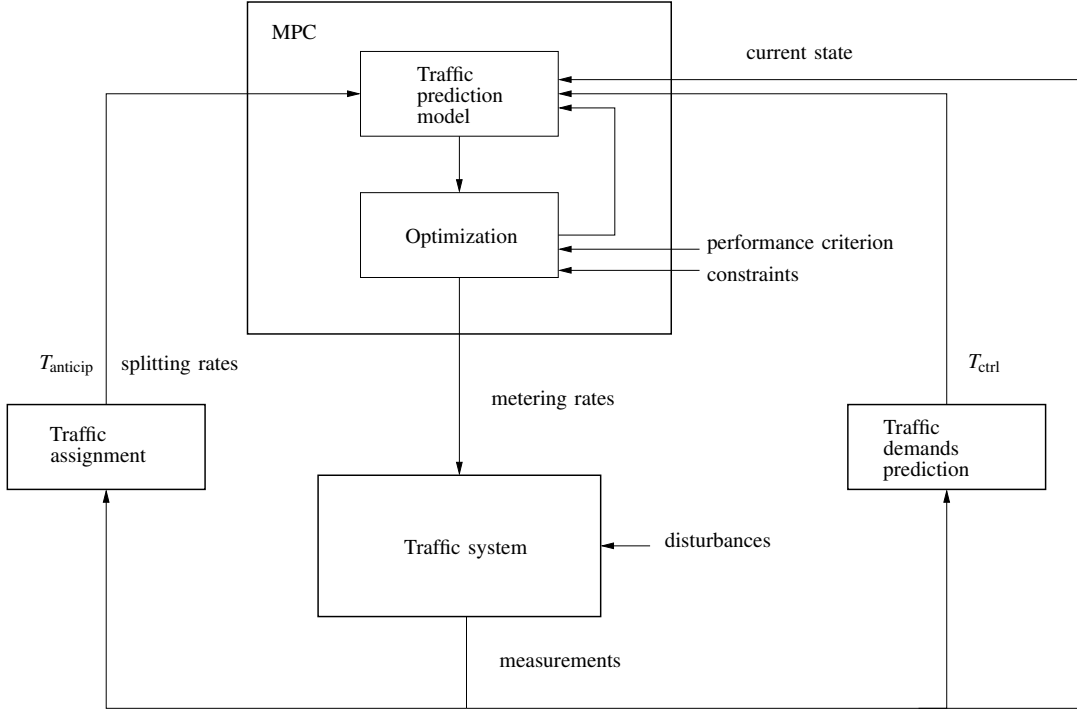 MPC
Traffic
prediction
model
current state
Optimization
performance criterion
constraints
T_anticip splitting rates
T_ctrl
metering rates
Traffic
assignment
Traffic
demands
prediction
Traffic system
disturbances
measurements